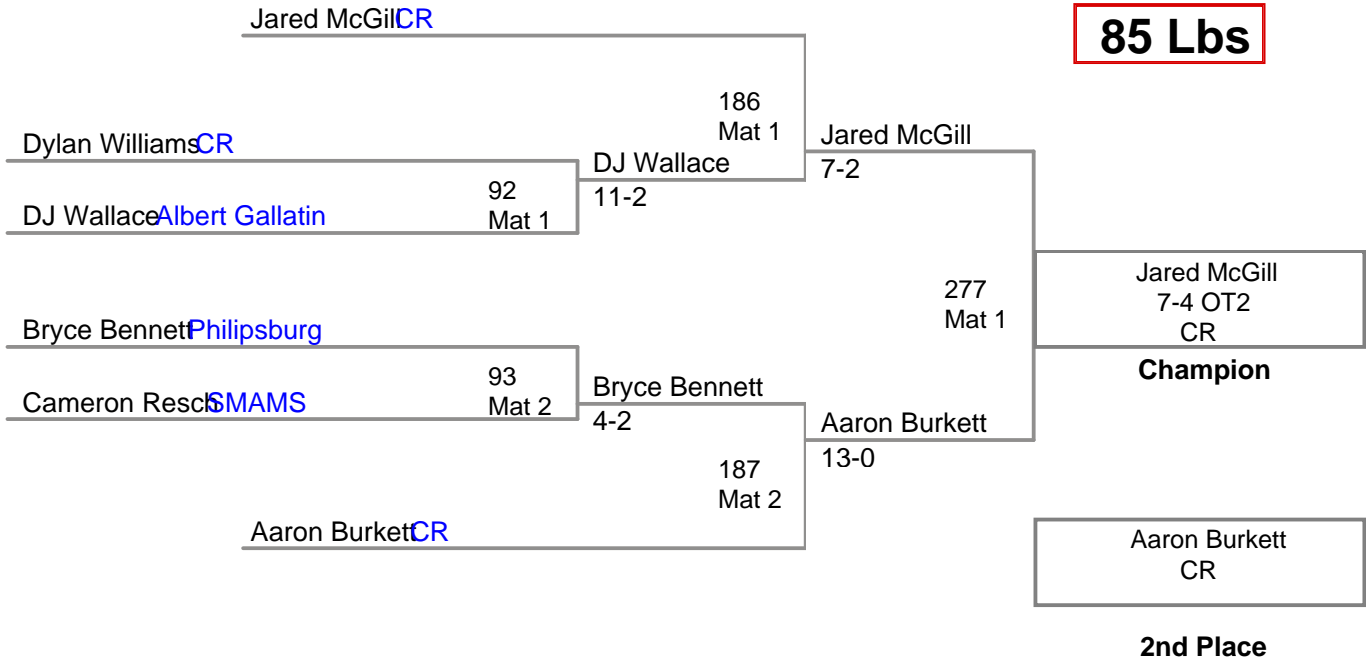 Jared McGill CR
85 Lbs
186
Mat 1
Dylan Williams CR
Jared McGill
7-2
DJ Wallace
11-2
92
Mat 1
DJ Wallace Albert Gallatin
Jared McGill
7-4 OT2
CR
277
Mat 1
Champion
Bryce Bennett Philipsburg
93
Mat 2
Bryce Bennett
4-2
Cameron Resch SMAMS
Aaron Burkett
13-0
187
Mat 2
Aaron Burkett CR
Aaron Burkett
CR
2nd Place